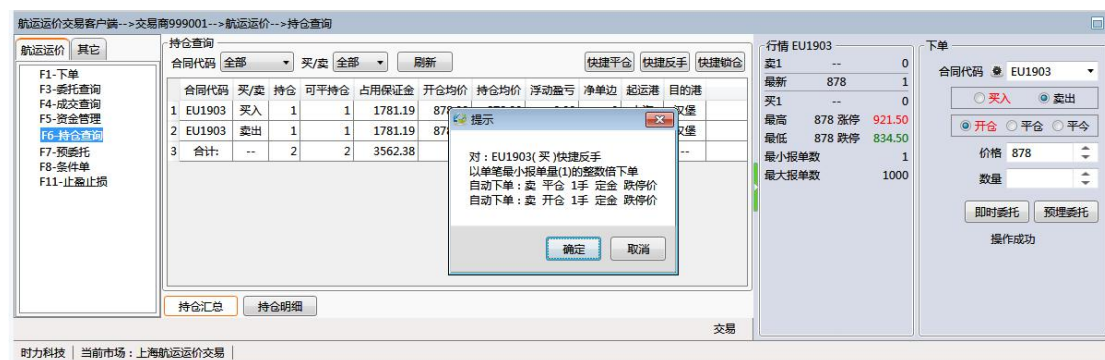 航运运价交易客户端-->交易商999001-->航运运价-->持仓查询
航运运价 其它
F1-下单
F3-委托查询
F4-成交查询
F5-资金管理
F6-持仓查询
F7-预委托
F8-条件单
F11-止盈止损
持仓查询
合同代码 全部 买/卖 全部 刷新 快捷平仓 快捷反手 快捷锁仓
合同代码 买/卖 持仓 可平持仓 占用保证金 开仓均价 持仓均价 浮动盈亏 净单边 起运港 目的港
1 EU1903 买入 1 1 1781.19
2 EU1903 卖出 1 1 1781.19
3 合计: -- 2 2 3562.38 --
提示
对：EU1903( 买 )快捷反手
以单笔最小报单量(1)的整数倍下单
自动下单：卖 平仓 1手 定金 跌停价
自动下单：卖 开仓 1手 定金 跌停价
确定 取消
持仓汇总 持仓明细
交易
行情 EU1903
卖1 -- 0
最新 878 1
买1 -- 0
最高 878 涨停 921.50
最低 878 跌停 834.50
最小报单数 1
最大报单数 1000
下单
合同代码 EU1903
买入 卖出
开仓 平仓 平今
价格 878
数量
即时委托 预埋委托
操作成功
时力科技 当前市场：上海航运运价交易